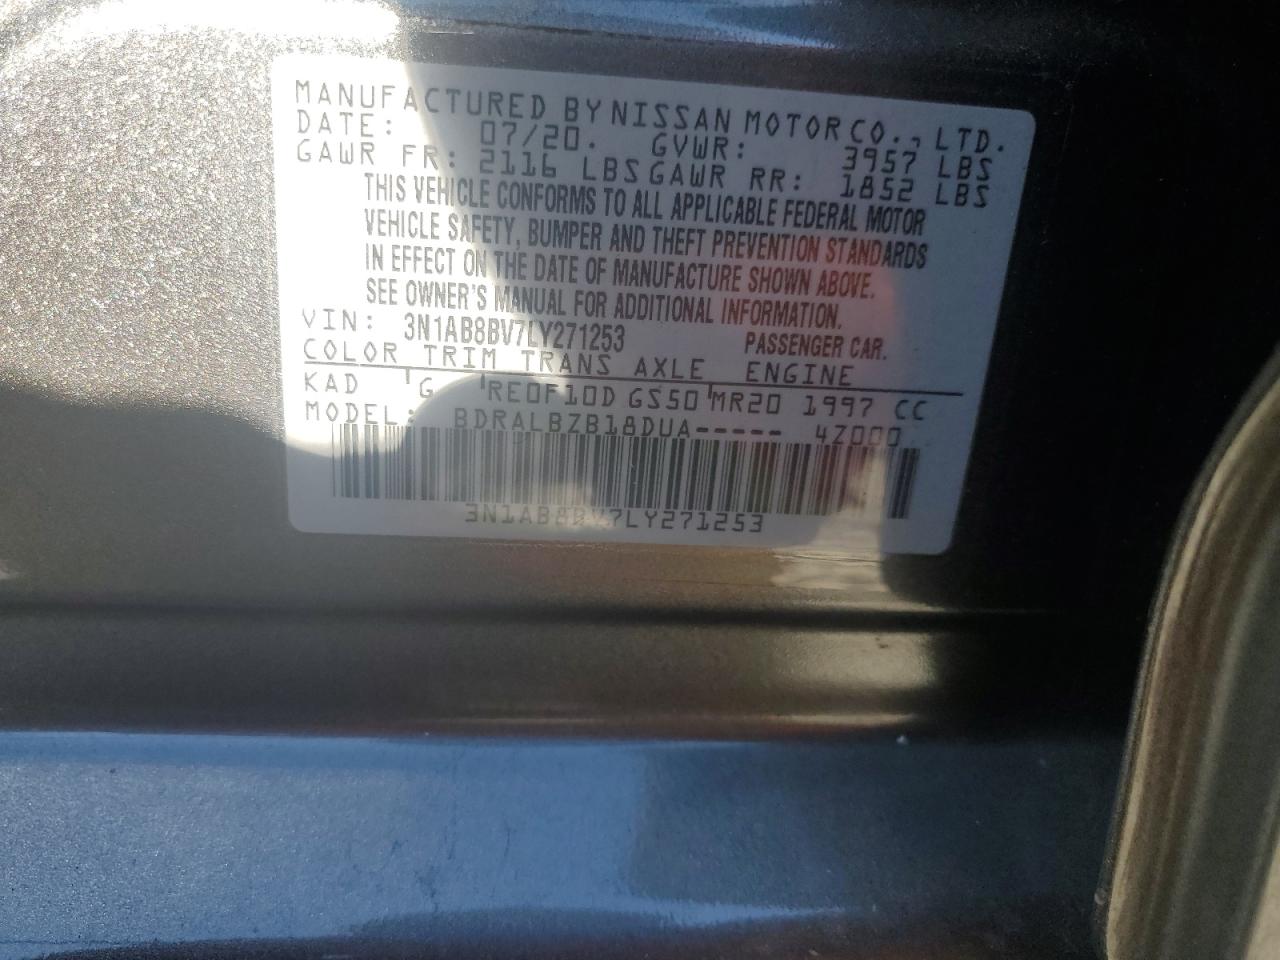 MANUFACTURED BY NISSAN MOTOR CO., LTD.
DATE: 07/20. GVWR: 3957 LBS
GAWR FR: 2116 LBS GAWR RR: 1852 LBS
THIS VEHICLE CONFORMS TO ALL APPLICABLE FEDERAL MOTOR
VEHICLE SAFETY, BUMPER AND THEFT PREVENTION STANDARDS
IN EFFECT ON THE DATE OF MANUFACTURE SHOWN ABOVE.
SEE OWNER'S MANUAL FOR ADDITIONAL INFORMATION.
VIN: 3N1AB8BV7LY271253 PASSENGER CAR.
COLOR TRIM TRANS AXLE ENGINE
KAD G RE0F10D GS50 MR20 1997 CC
MODEL: BDRALBZB18DUA----- 4Z000
3N1AB8BV7LY271253